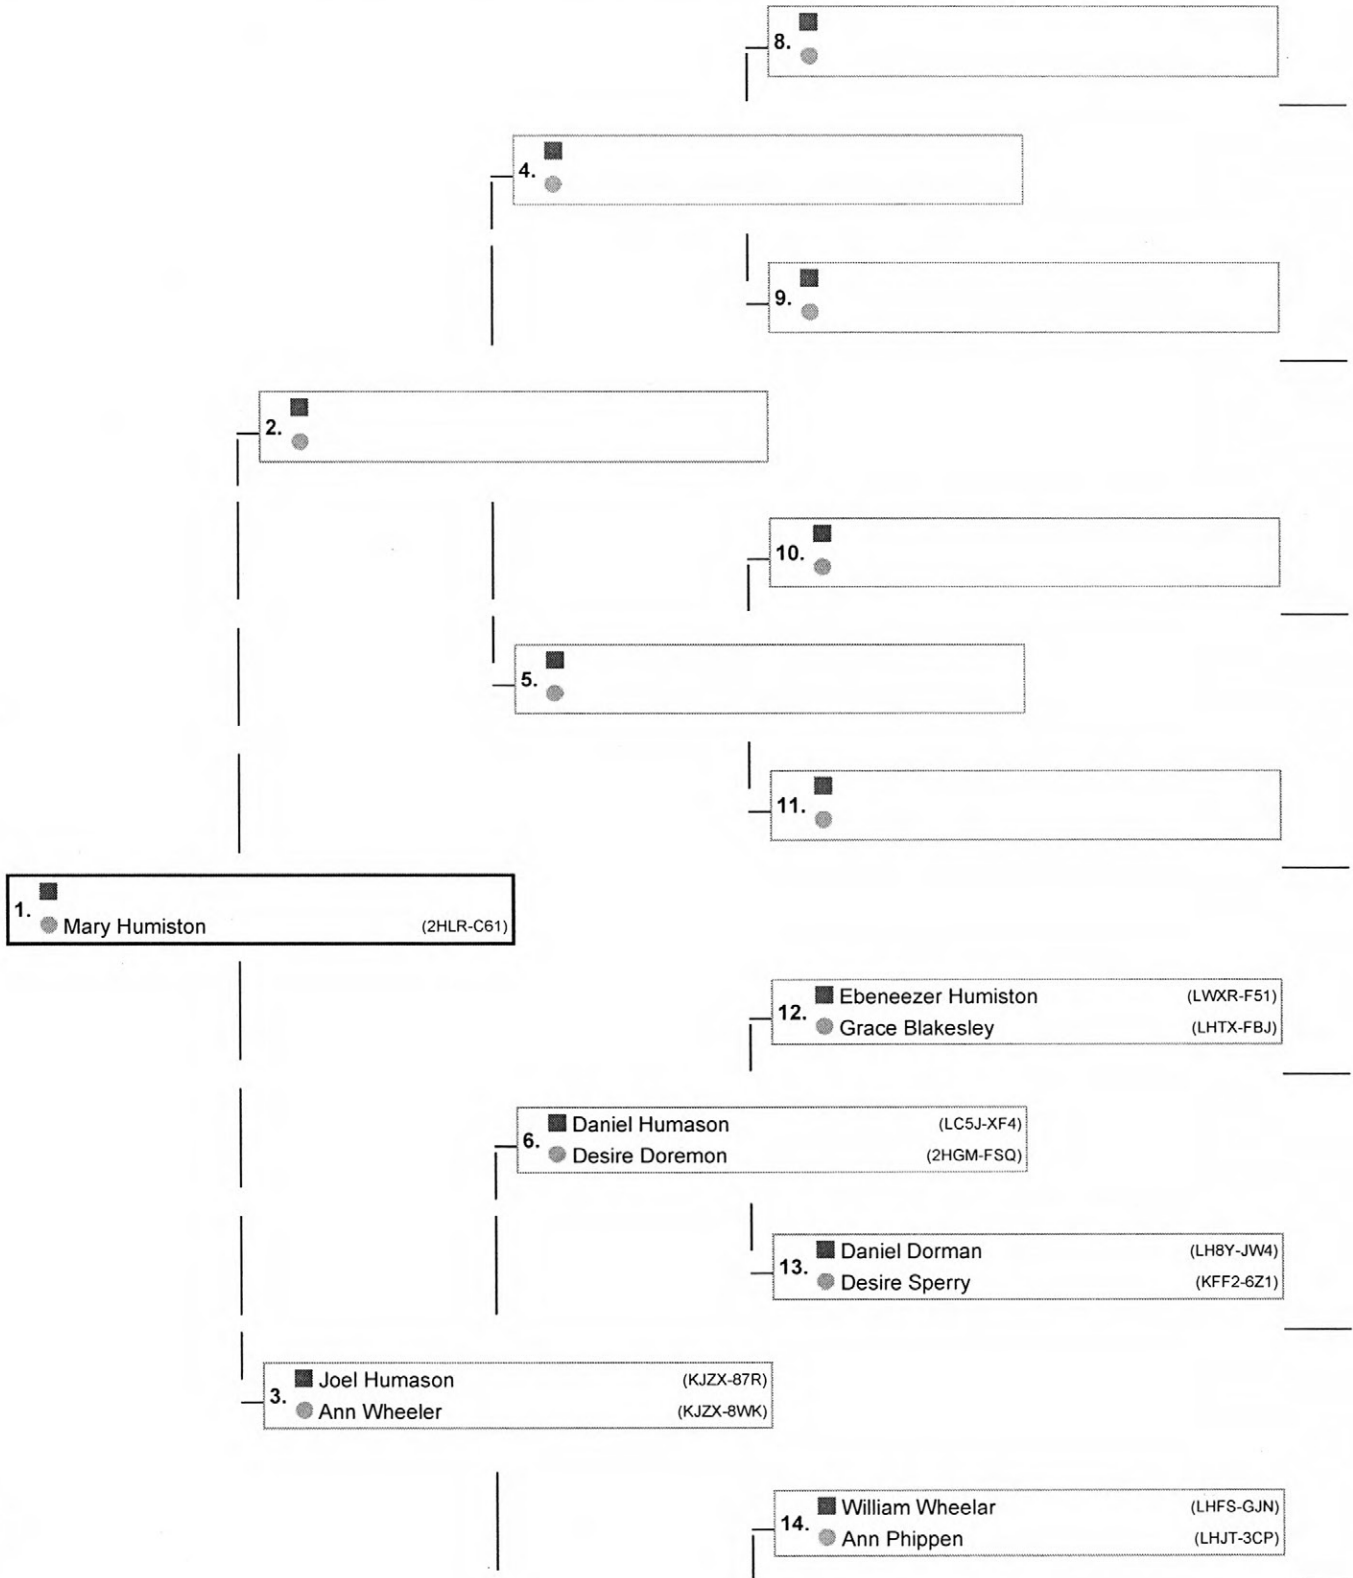 8.
4.
9.
2.
10.
5.
11.
1.
Mary Humiston (2HLR-C61)
12.
Ebeneezer Humiston (LWXR-F51)
Grace Blakesley (LHTX-FBJ)
6.
Daniel Humason (LC5J-XF4)
Desire Doremon (2HGM-FSQ)
13.
Daniel Dorman (LH8Y-JW4)
Desire Sperry (KFF2-6Z1)
3.
Joel Humason (KJZX-87R)
Ann Wheeler (KJZX-8WK)
14.
William Wheelar (LHFS-GJN)
Ann Phippen (LHJT-3CP)